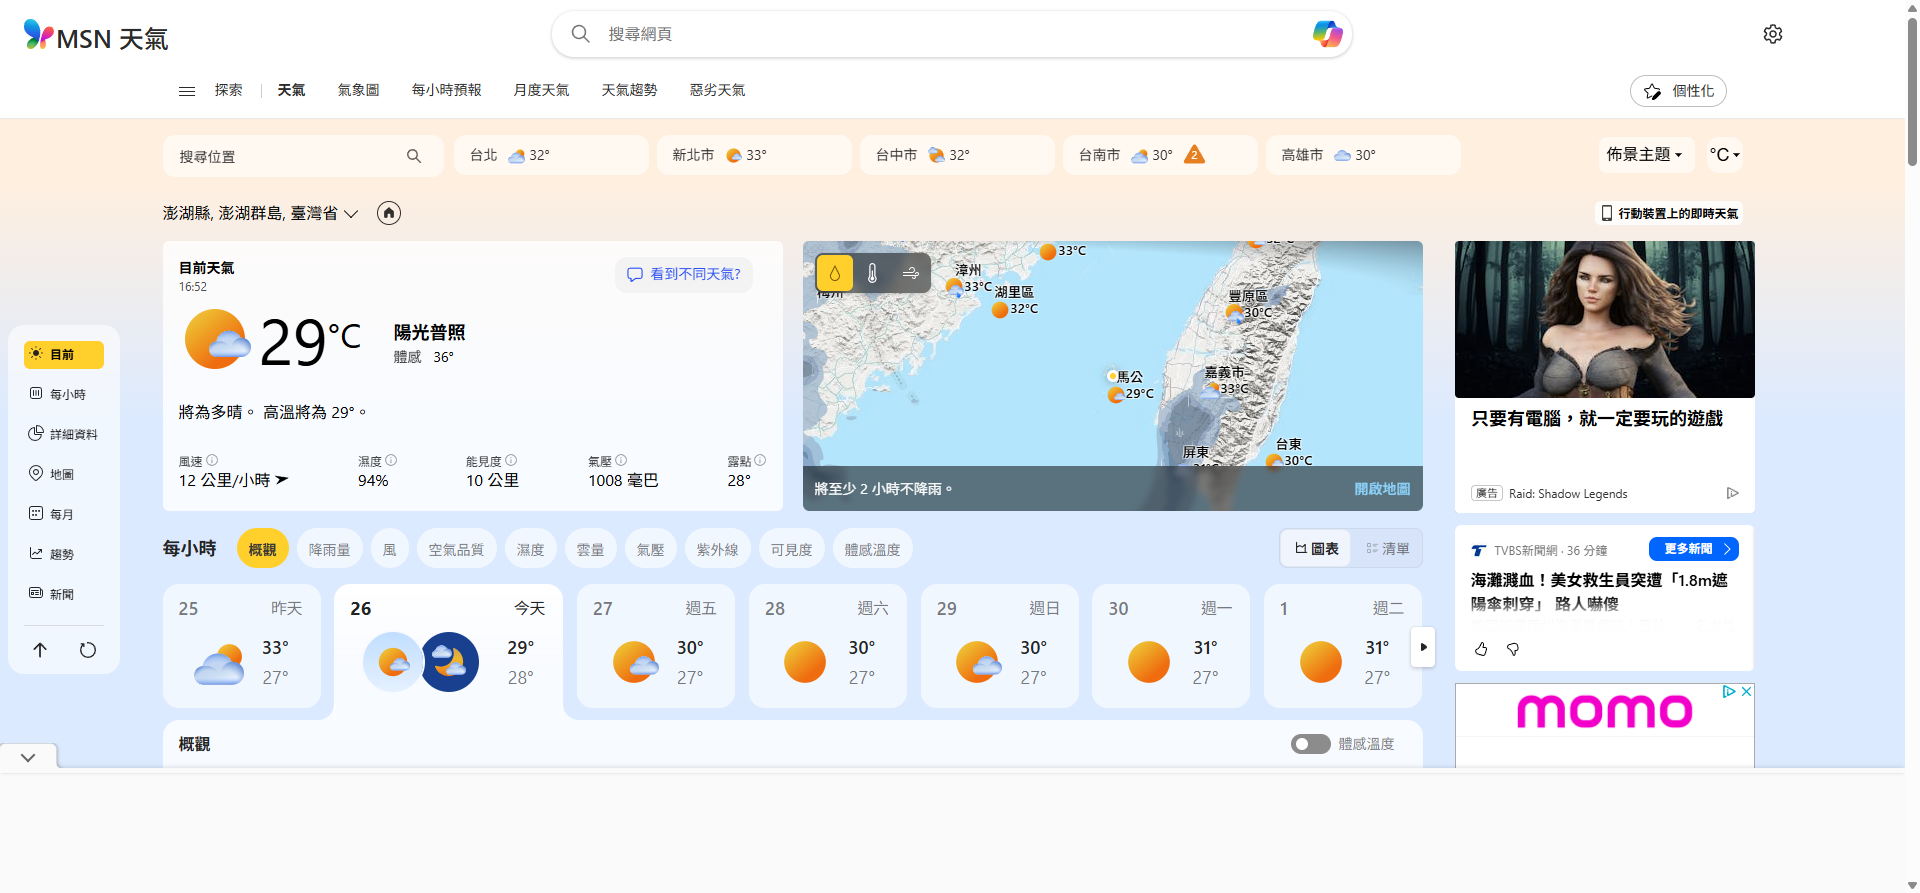 MSN 天氣
搜尋網頁
探索 天氣 氣象圖 每小時預報 月度天氣 天氣趨勢 惡劣天氣
個性化
搜尋位置
台北 32°
新北市 33°
台中市 32°
台南市 30° 2
高雄市 30°
佈景主題
°C
澎湖縣, 澎湖群島, 臺灣省
行動裝置上的即時天氣
目前
每小時
詳細資料
地圖
每月
趨勢
新聞
目前天氣
16:52
看到不同天氣?
29°C
陽光普照
體感 36°
將為多晴。 高溫將為 29°。
風速 濕度 能見度 氣壓 露點
12 公里/小時 94% 10 公里 1008 毫巴 28°
33°C
漳州
33°C
湖里區
32°C
豐原區
30°C
馬公
29°C
嘉義市
33°C
屏東
台東
30°C
將至少 2 小時不降雨。
開啟地圖
只要有電腦，就一定要玩的遊戲
廣告 Raid: Shadow Legends
每小時 概觀 降雨量 風 空氣品質 濕度 雲量 氣壓 紫外線 可見度 體感溫度
圖表 清單
25 昨天
33°
27°
26 今天
29°
28°
27 週五
30°
27°
28 週六
30°
27°
29 週日
30°
27°
30 週一
31°
27°
1 週二
31°
27°
概觀
體感溫度
TVBS新聞網 · 36 分鐘
更多新聞
海灘濺血！美女救生員突遭「1.8m遮
陽傘刺穿」 路人嚇傻
momo